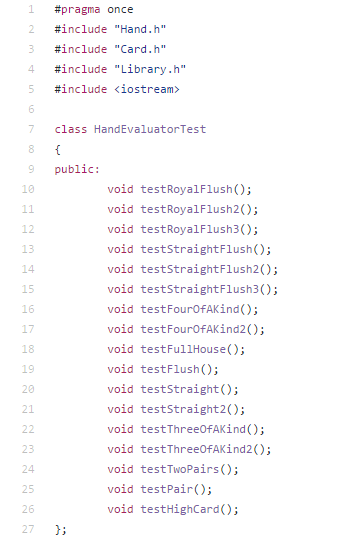 1 #pragma once
2 #include "Hand.h"
3 #include "Card.h"
4 #include "Library.h"
5 #include <iostream>
6
7 class HandEvaluatorTest
8 {
9 public:
10 void testRoyalFlush();
11 void testRoyalFlush2();
12 void testRoyalFlush3();
13 void testStraightFlush();
14 void testStraightFlush2();
15 void testStraightFlush3();
16 void testFourOfAKind();
17 void testFourOfAKind2();
18 void testFullHouse();
19 void testFlush();
20 void testStraight();
21 void testStraight2();
22 void testThreeOfAKind();
23 void testThreeOfAKind2();
24 void testTwoPairs();
25 void testPair();
26 void testHighCard();
27 };